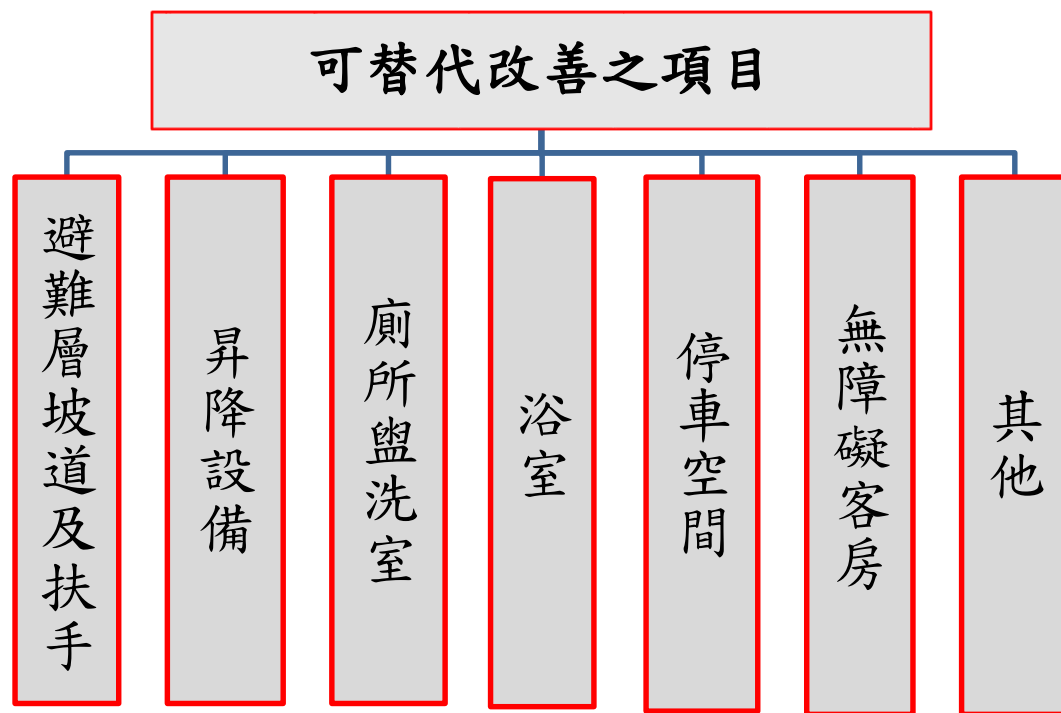 可替代改善之項目
避難層坡道及扶手
昇降設備
廁所盥洗室
浴室
停車空間
無障礙客房
其他